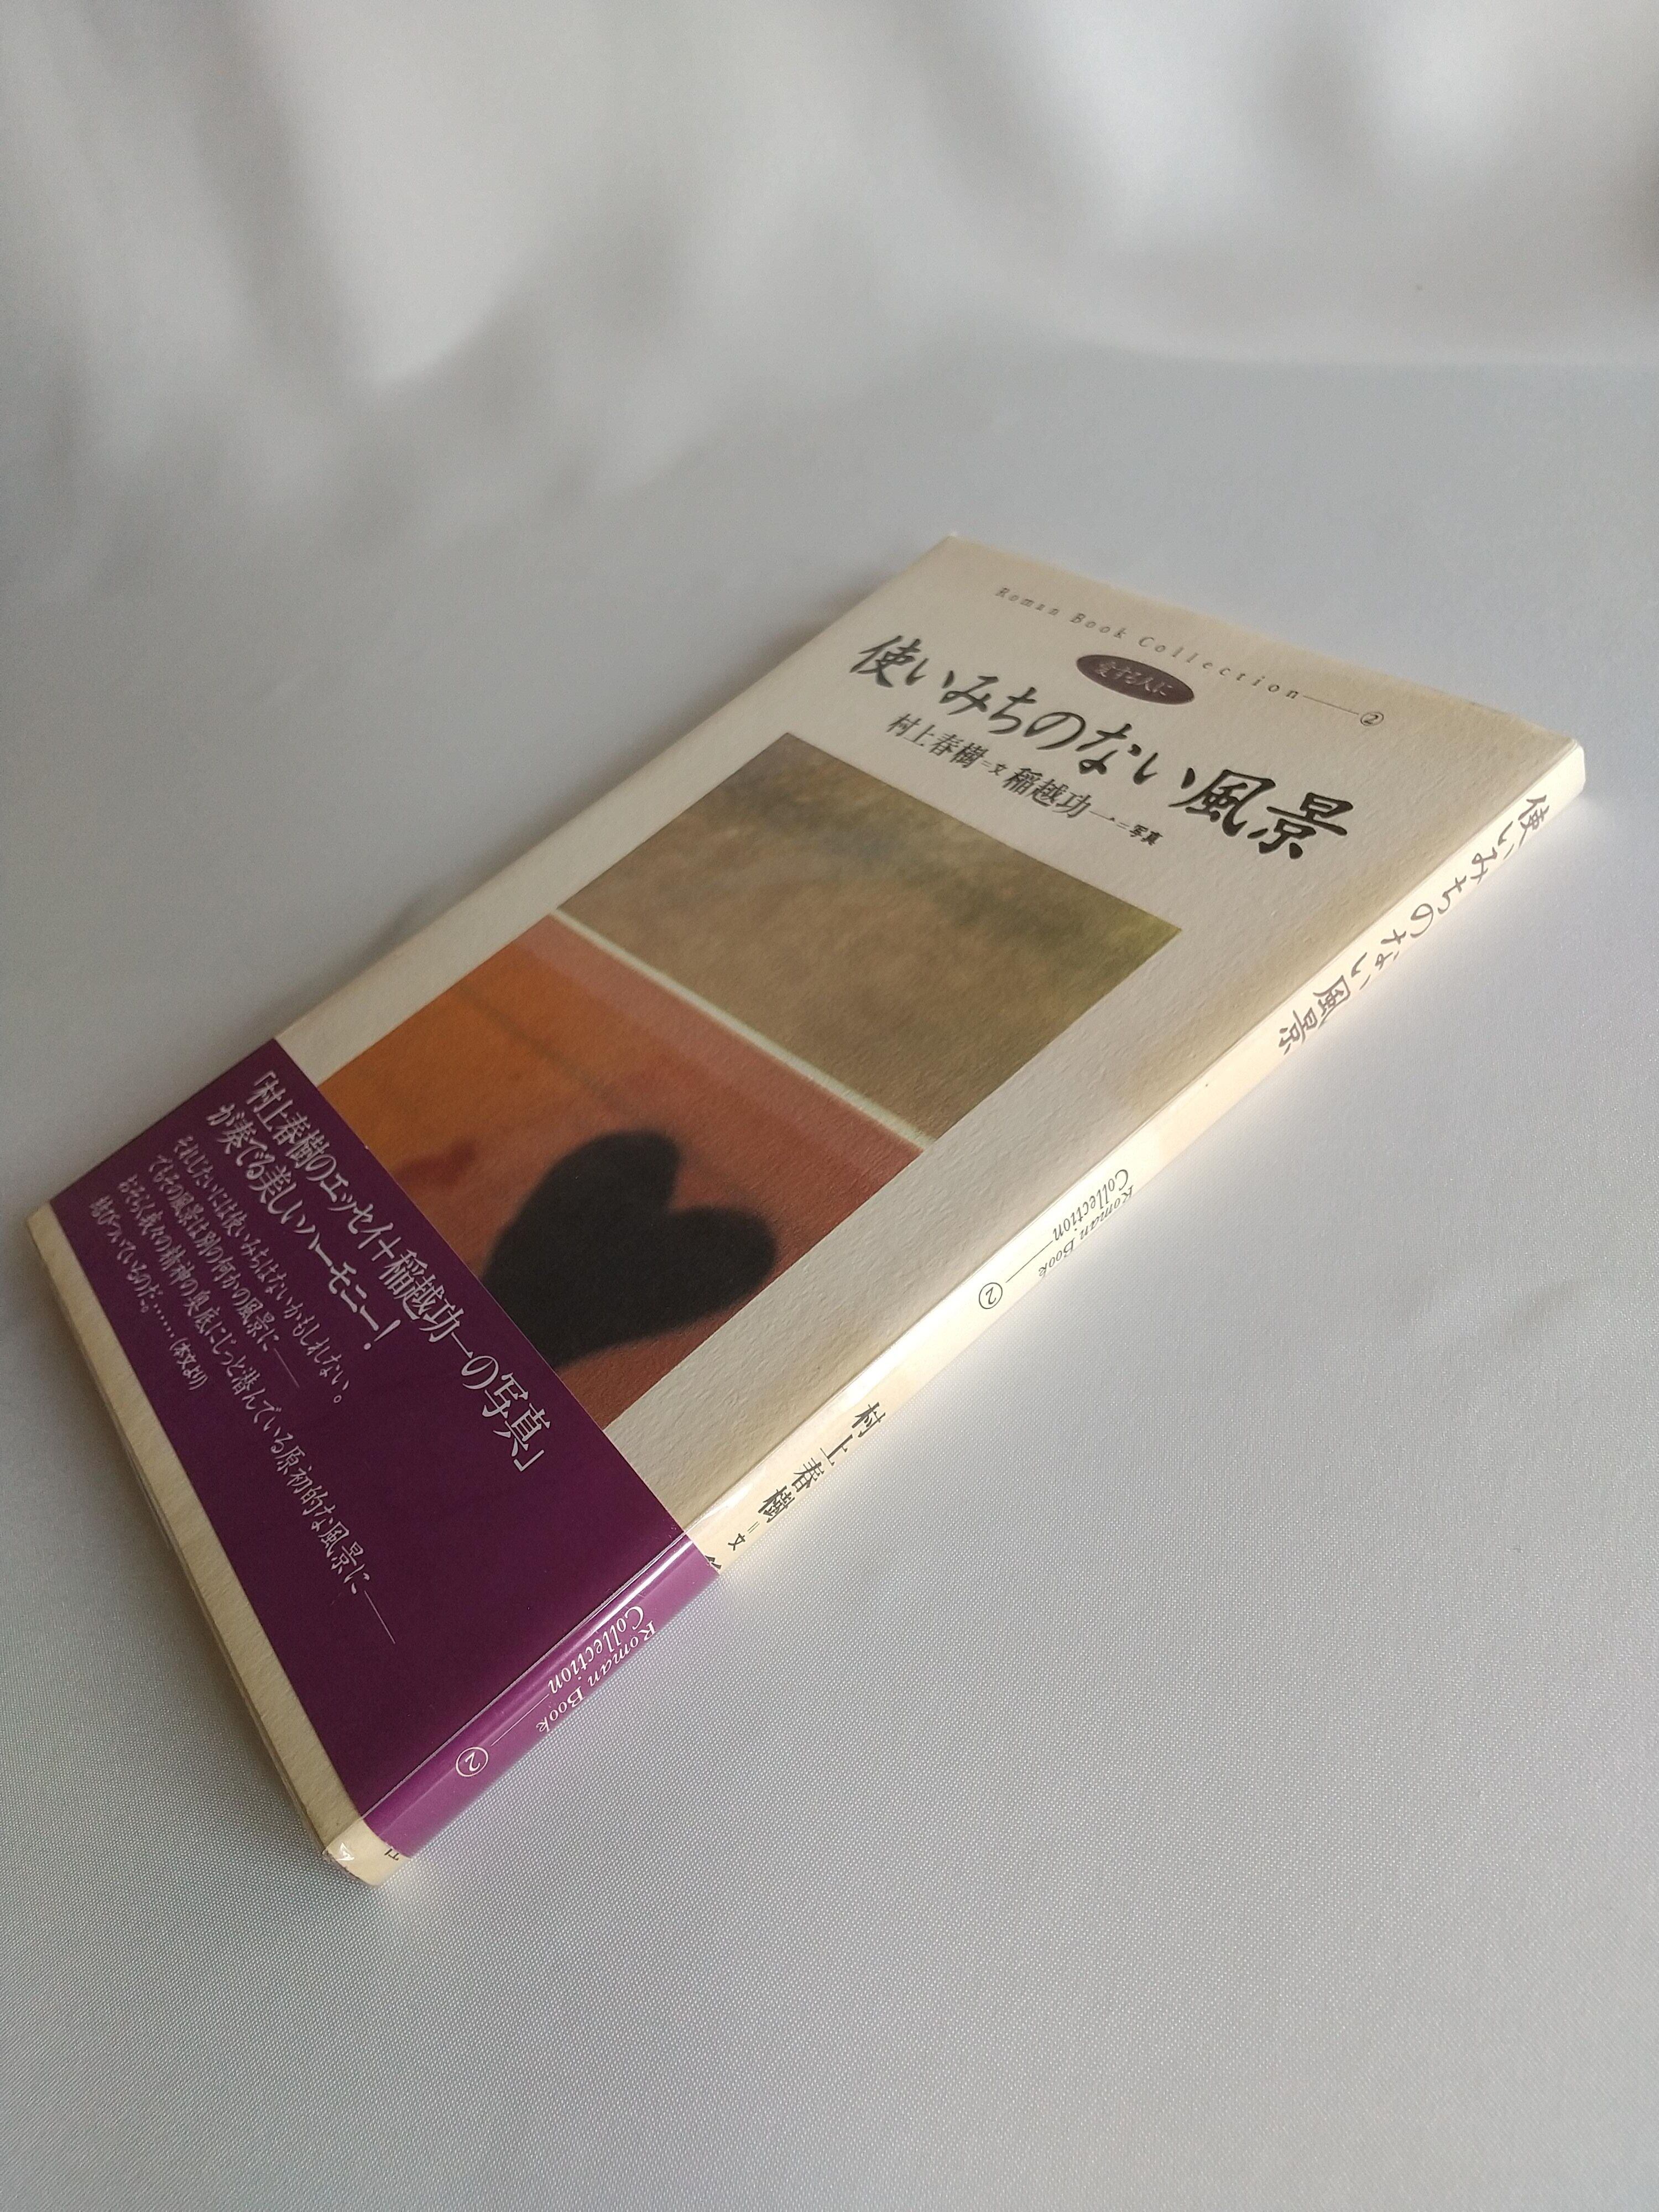 Roman Book Collection——②
愛する人に
使いみちのない風景
村上春樹=文 稲越功一=写真
「村上春樹のエッセイ＋稲越功一の写真」
が奏でる美しいハーモニー！
それじたいには使いみちはないかもしれない。
でもその風景は別の何かの風景に——
おそらく我々の精神の奥底にじっと潜んでいる原初的な風景に——
結びついているのだ……(本文より)
使いみちのない風景
Roman Book
Collection——②
村上春樹=文
Roman Book
Collection——②